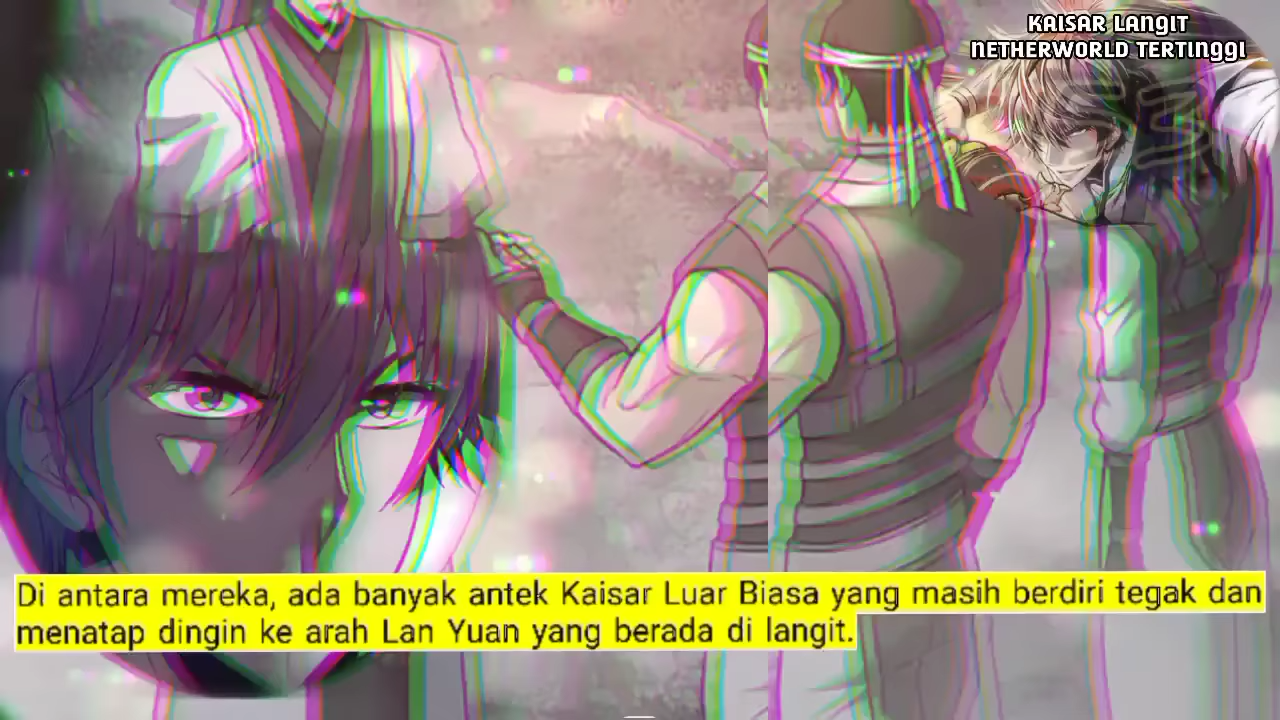 KAISAR LANGIT
NETHERWORLD TERTINGGI
Di antara mereka, ada banyak antek Kaisar Luar Biasa yang masih berdiri tegak dan
menatap dingin ke arah Lan Yuan yang berada di langit.